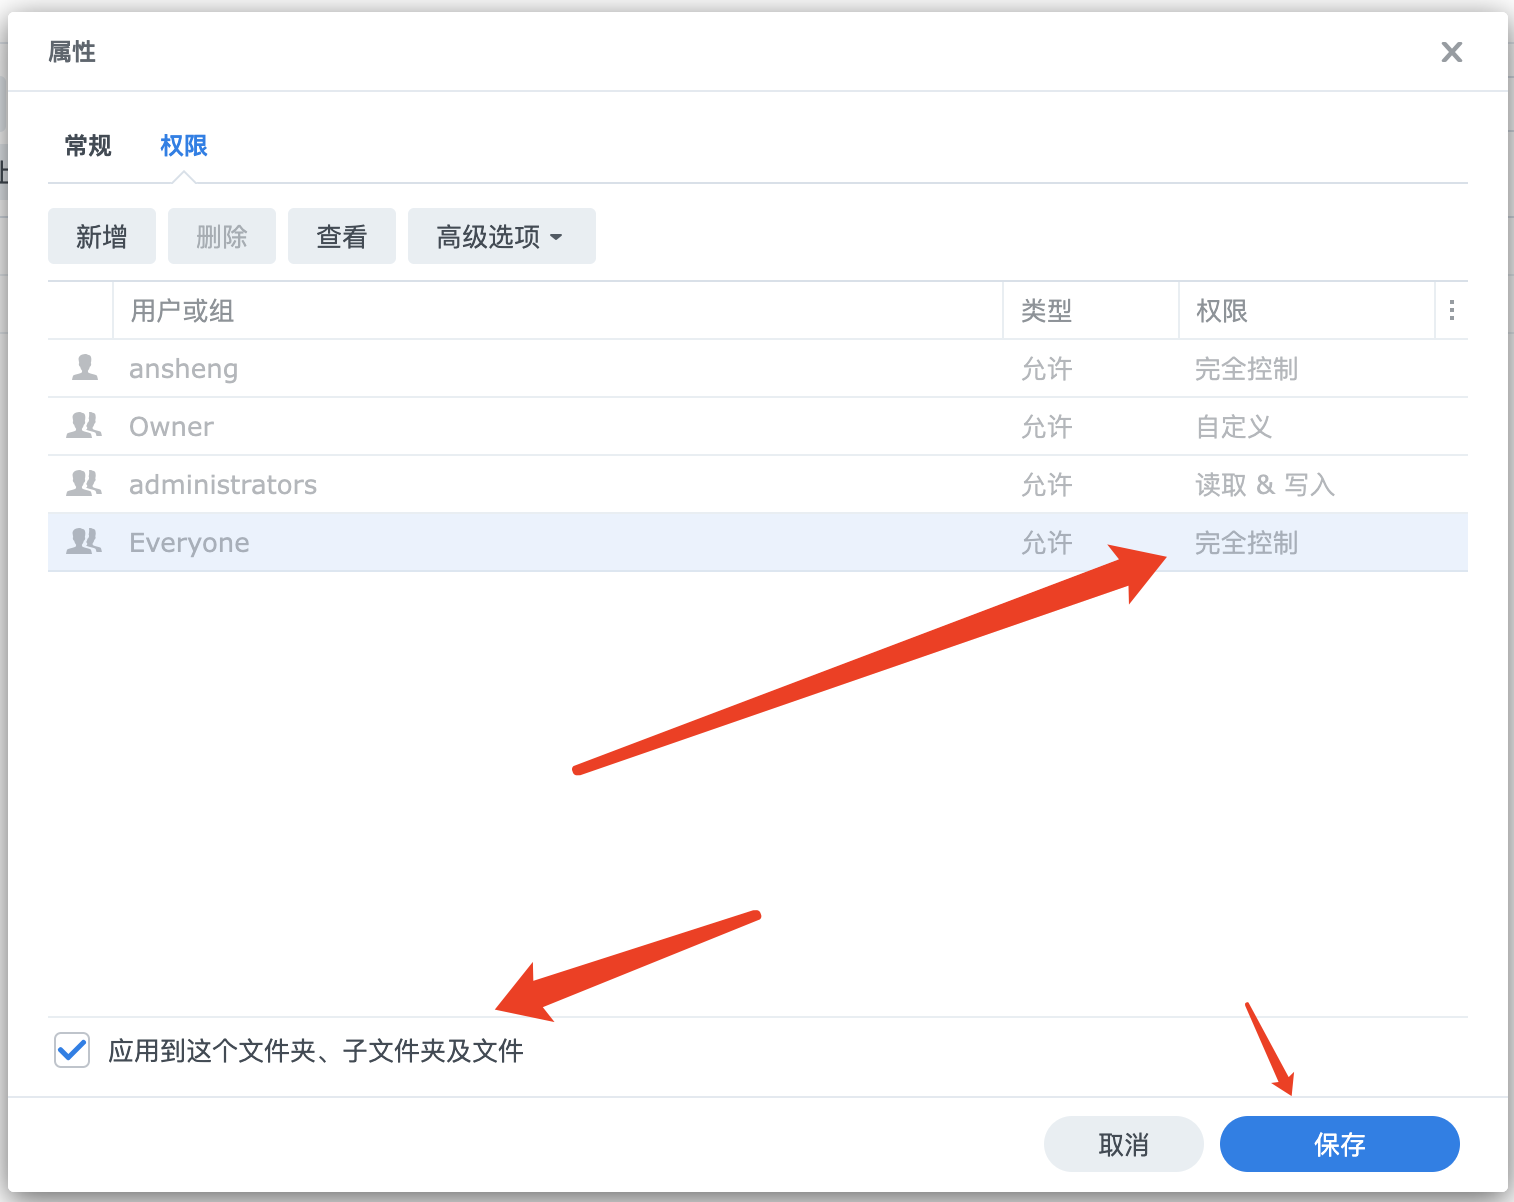 属性
常规 权限
新增 删除 查看 高级选项
用户或组 类型 权限
ansheng 允许 完全控制
Owner 允许 自定义
administrators 允许 读取 & 写入
Everyone 允许 完全控制
应用到这个文件夹、子文件夹及文件
取消 保存